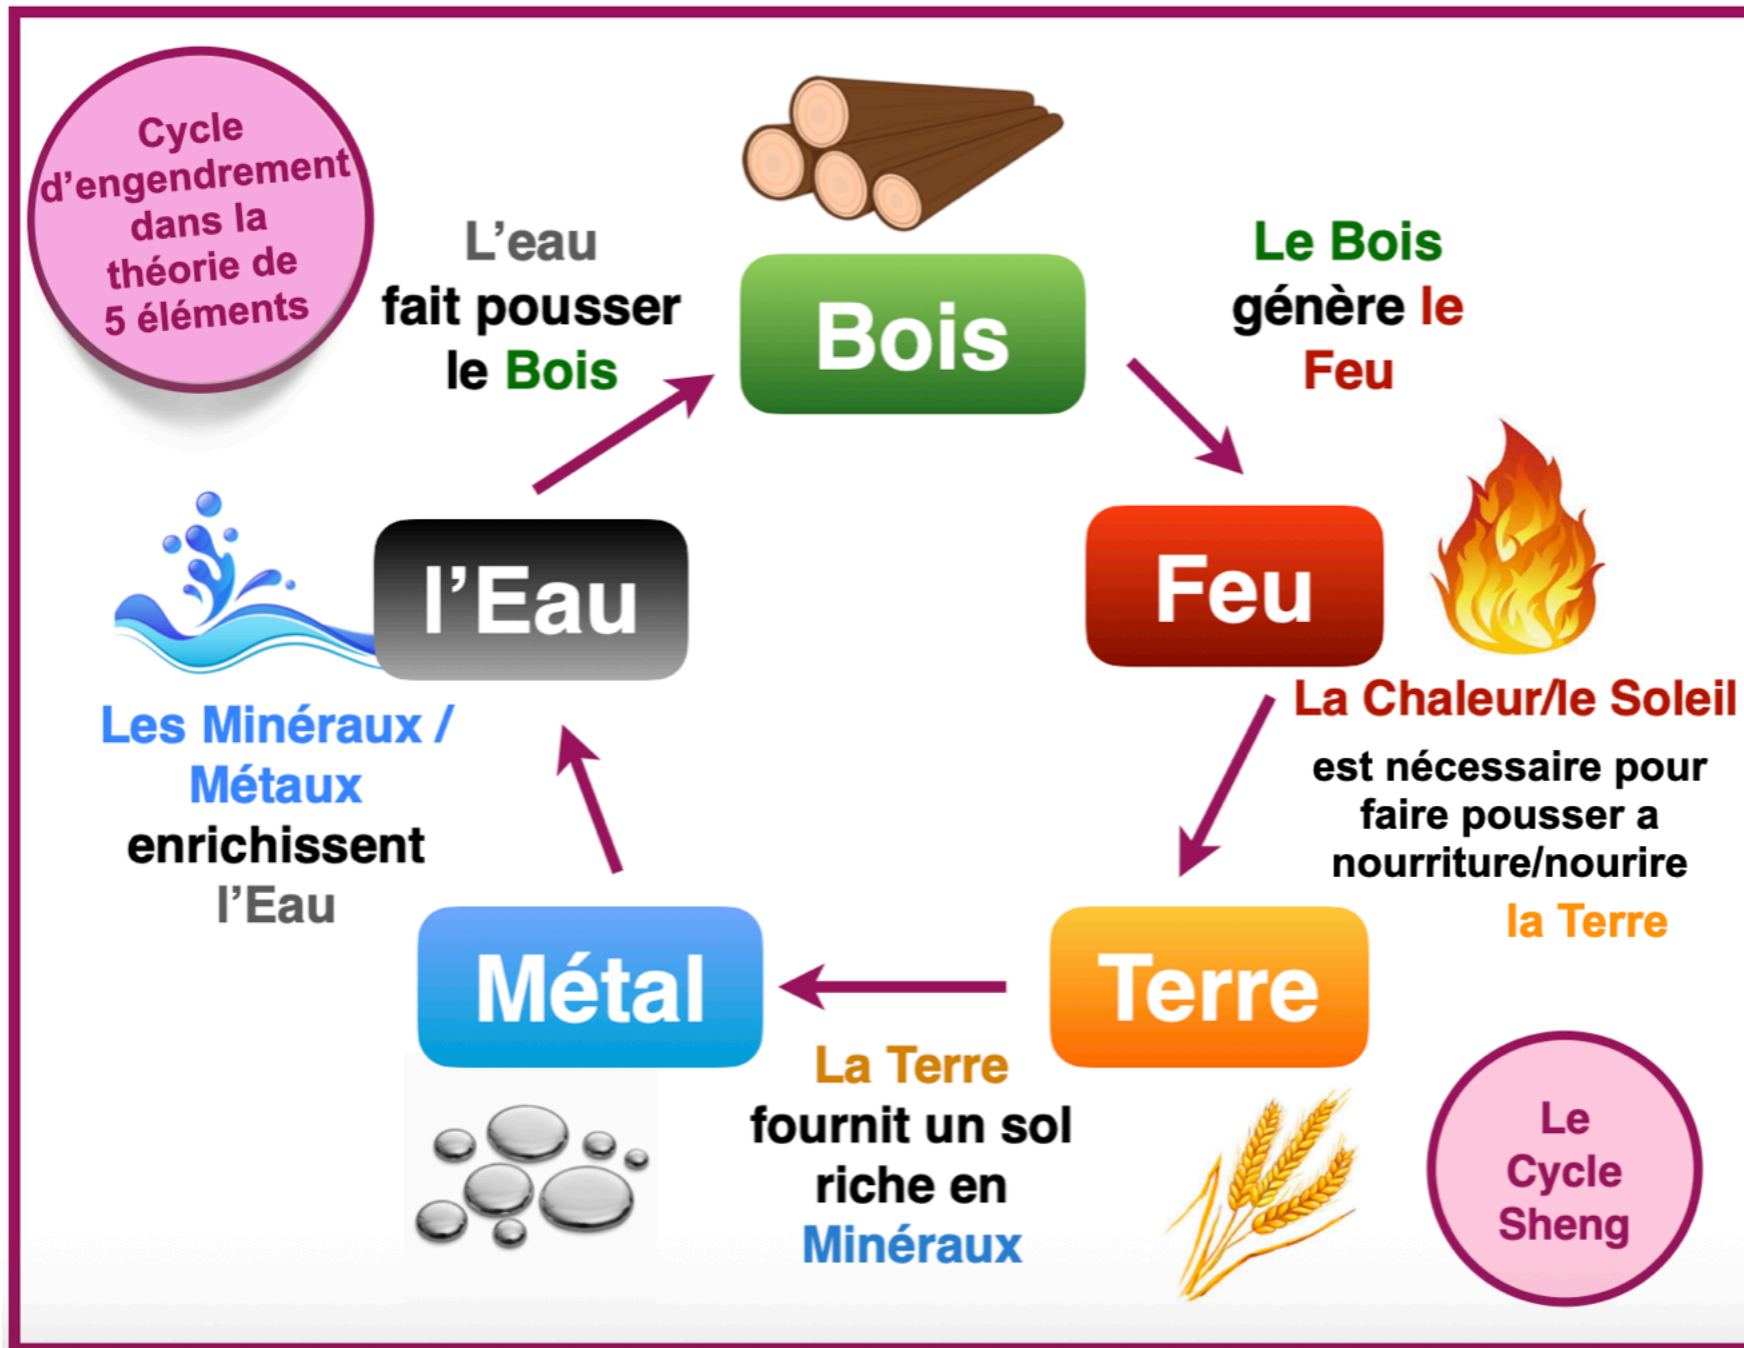 Cycle
d'engendrement
dans la
théorie de
5 éléments
L'eau
fait pousser
le Bois
Bois
Le Bois
génère le
Feu
l'Eau
Feu
La Chaleur/le Soleil
est nécessaire pour
faire pousser a
nourriture/nourire
la Terre
Les Minéraux /
Métaux
enrichissent
l'Eau
Métal
Terre
La Terre
fournit un sol
riche en
Minéraux
Le
Cycle
Sheng